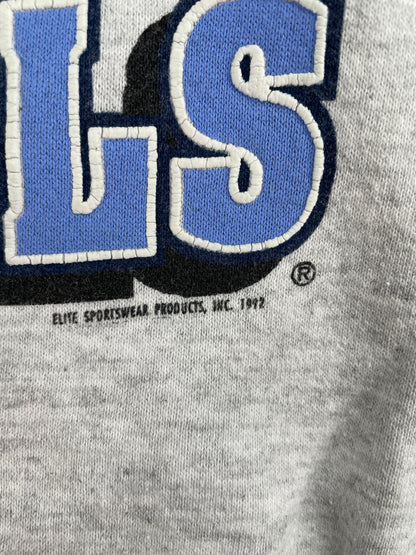 LS
®
ELITE SPORTSWEAR PRODUCTS, INC. 1992